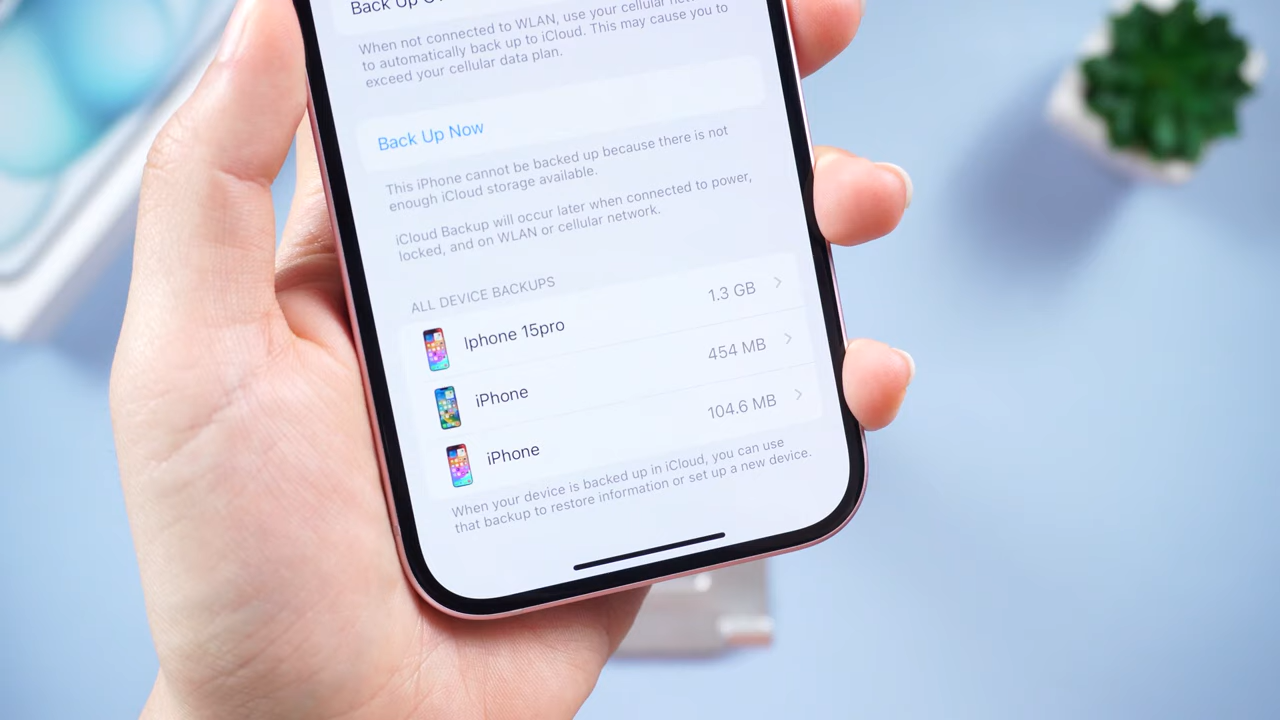 Back Up
When not connected to WLAN, use your cellular
to automatically back up to iCloud. This may cause you to
exceed your cellular data plan.
Back Up Now
This iPhone cannot be backed up because there is not
enough iCloud storage available.
iCloud Backup will occur later when connected to power,
locked, and on WLAN or cellular network.
ALL DEVICE BACKUPS
Iphone 15pro 1.3 GB
iPhone 454 MB
iPhone 104.6 MB
When your device is backed up in iCloud, you can use
that backup to restore information or set up a new device.